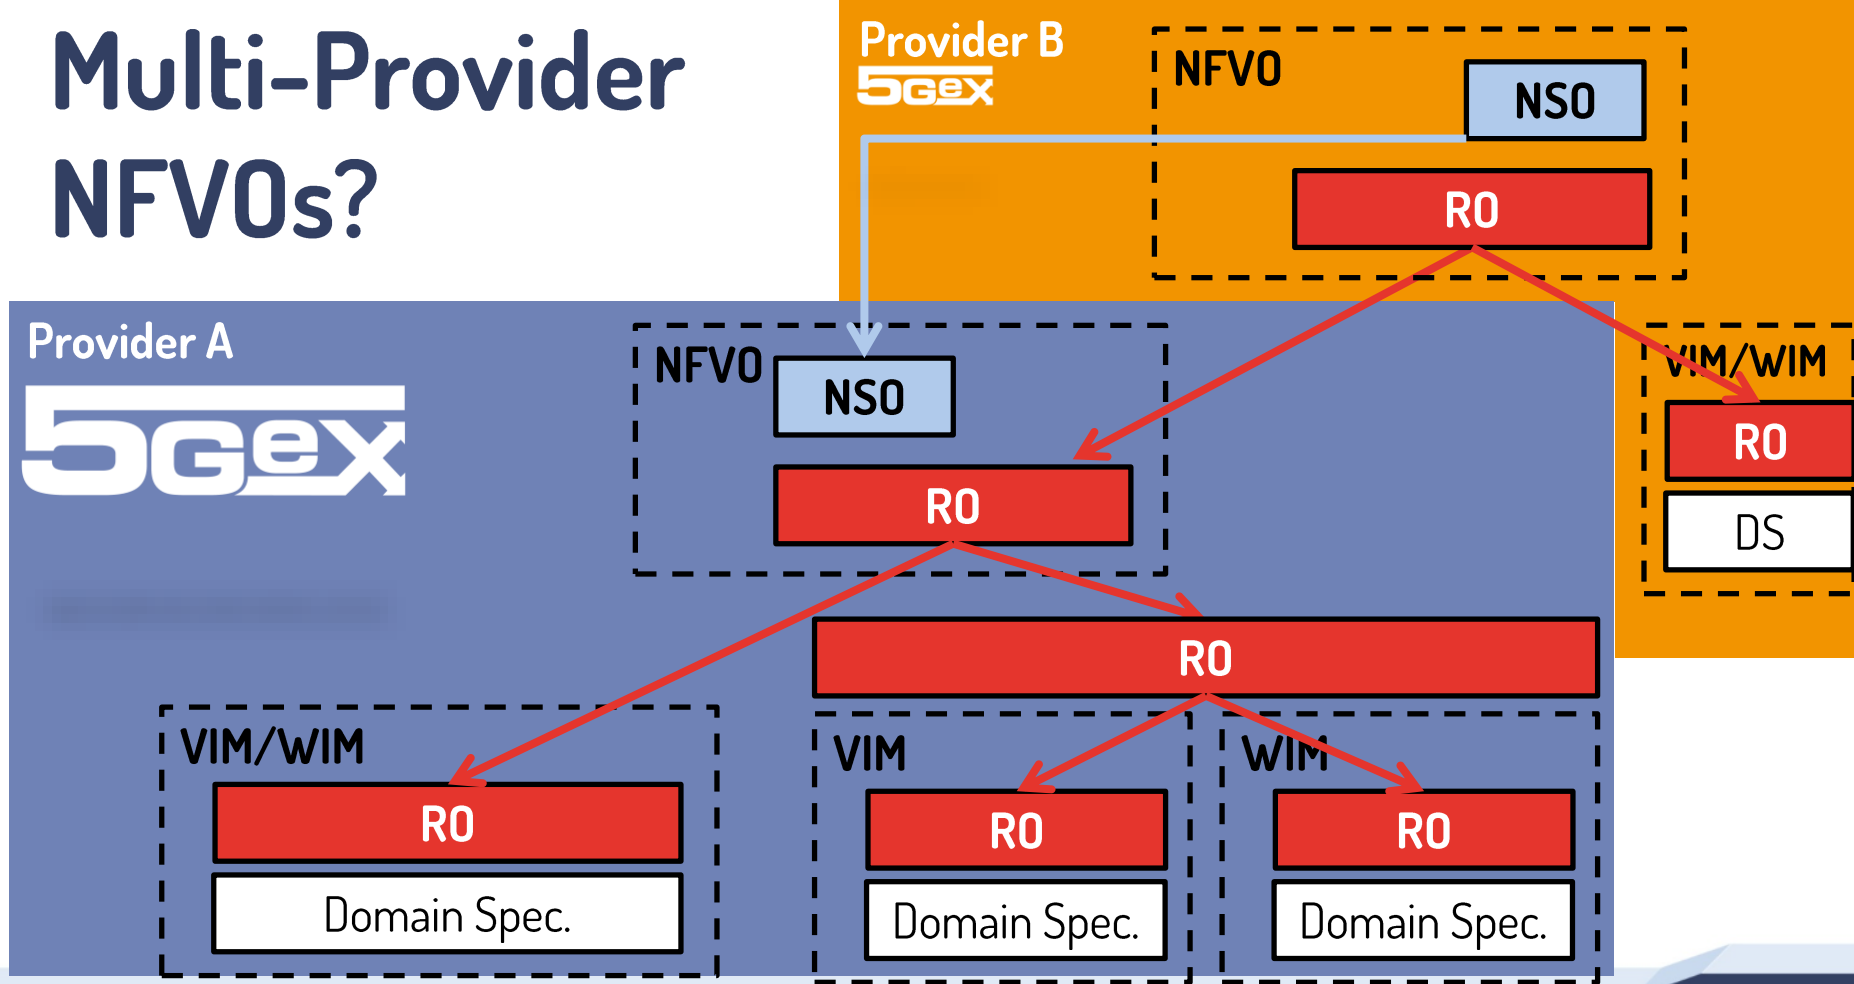 Multi-Provider
NFVOs?
Provider B
5Gex
NFVO
NSO
RO
Provider A
5Gex
NFVO
NSO
RO
VIM/WIM
RO
DS
RO
VIM/WIM
RO
Domain Spec.
VIM
RO
Domain Spec.
WIM
RO
Domain Spec.